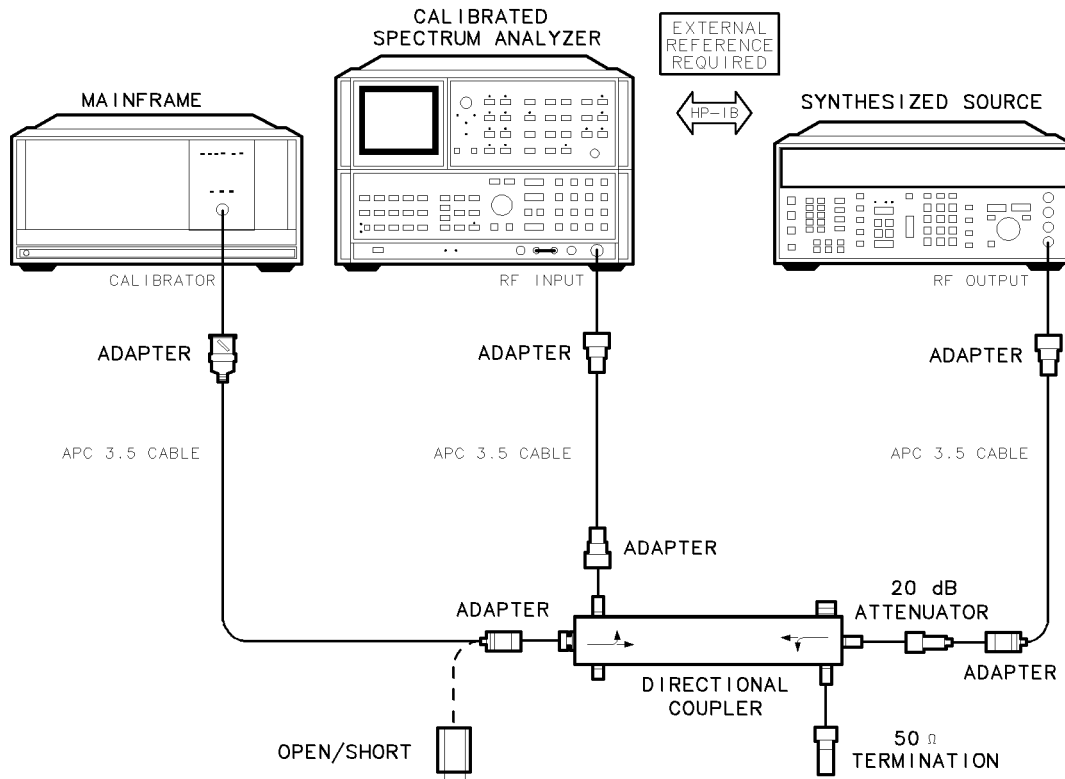 CALIBRATED
SPECTRUM ANALYZER
EXTERNAL
REFERENCE
REQUIRED
MAINFRAME
HP-IB
SYNTHESIZED SOURCE
CALIBRATOR
RF INPUT
RF OUTPUT
ADAPTER
ADAPTER
ADAPTER
APC 3.5 CABLE
APC 3.5 CABLE
APC 3.5 CABLE
ADAPTER
ADAPTER
20 dB
ATTENUATOR
ADAPTER
DIRECTIONAL
COUPLER
OPEN/SHORT
50 Ω
TERMINATION